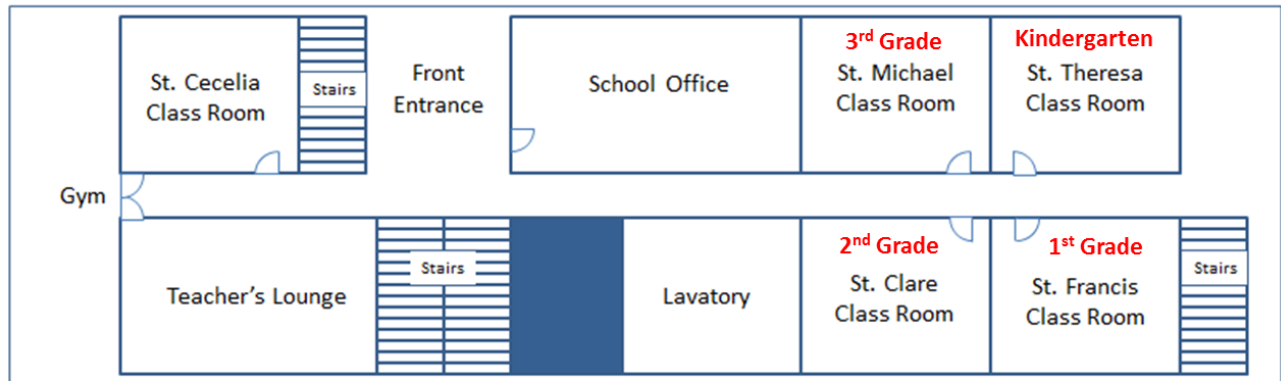 St. Cecelia
Class Room
Stairs
Front
Entrance
School Office
3rd Grade
St. Michael
Class Room
Kindergarten
St. Theresa
Class Room
Gym
Teacher's Lounge
Stairs
Lavatory
2nd Grade
St. Clare
Class Room
1st Grade
St. Francis
Class Room
Stairs